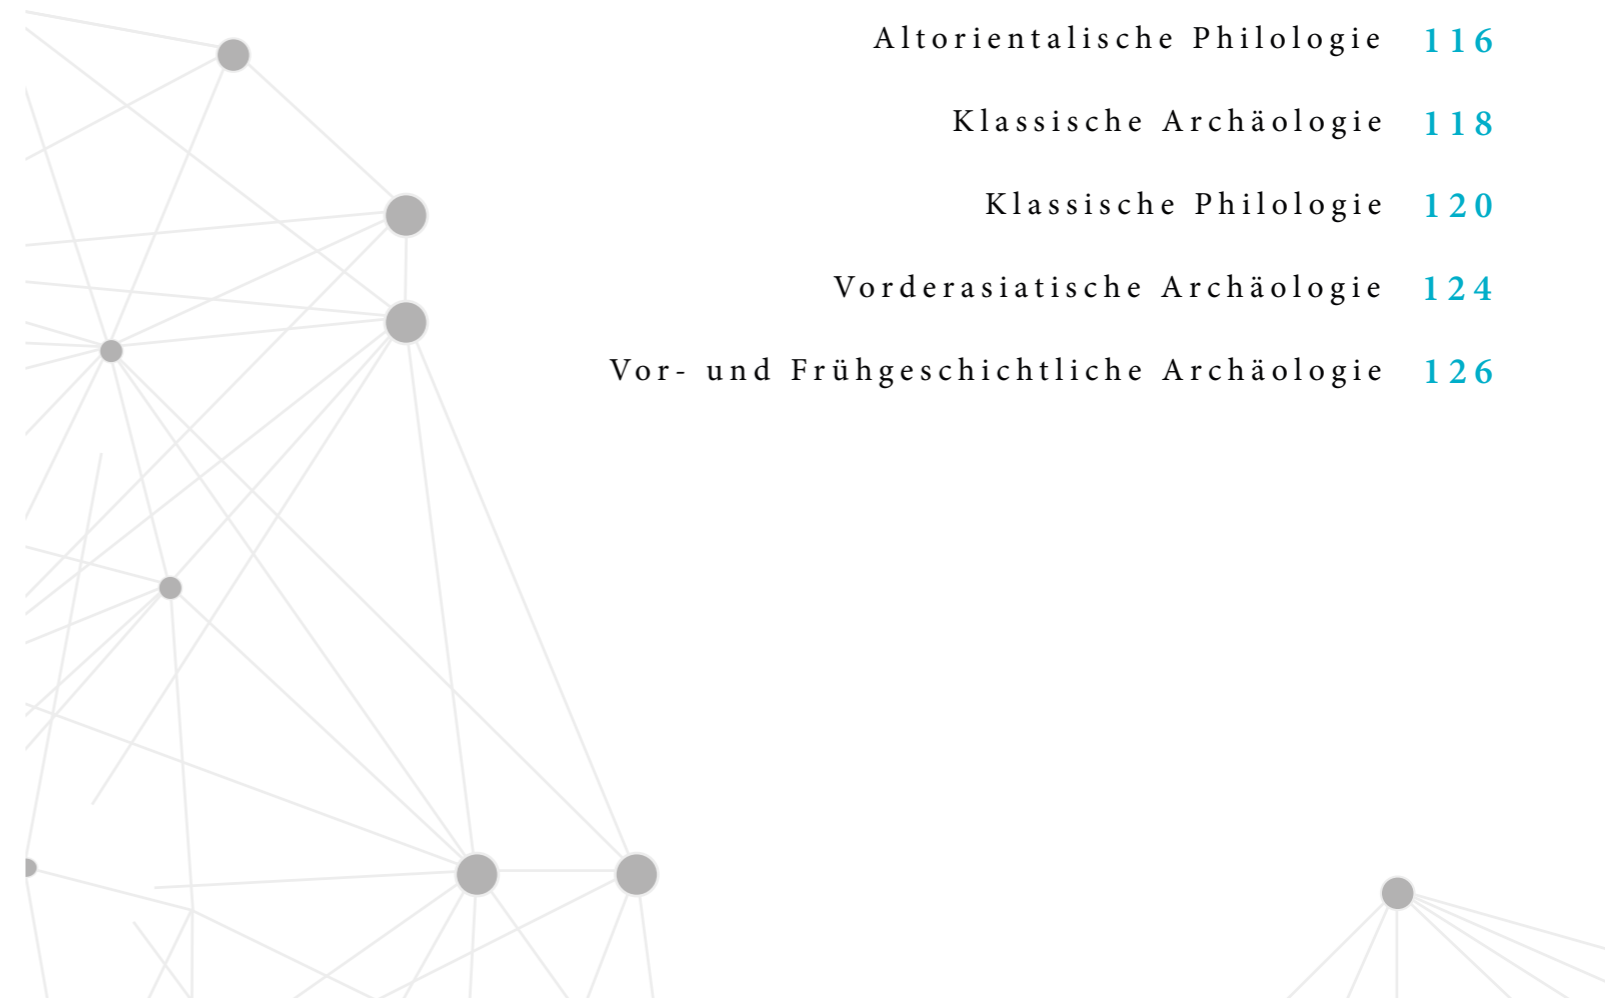 Altorientalische Philologie 116
Klassische Archäologie 118
Klassische Philologie 120
Vorderasiatische Archäologie 124
Vor- und Frühgeschichtliche Archäologie 126